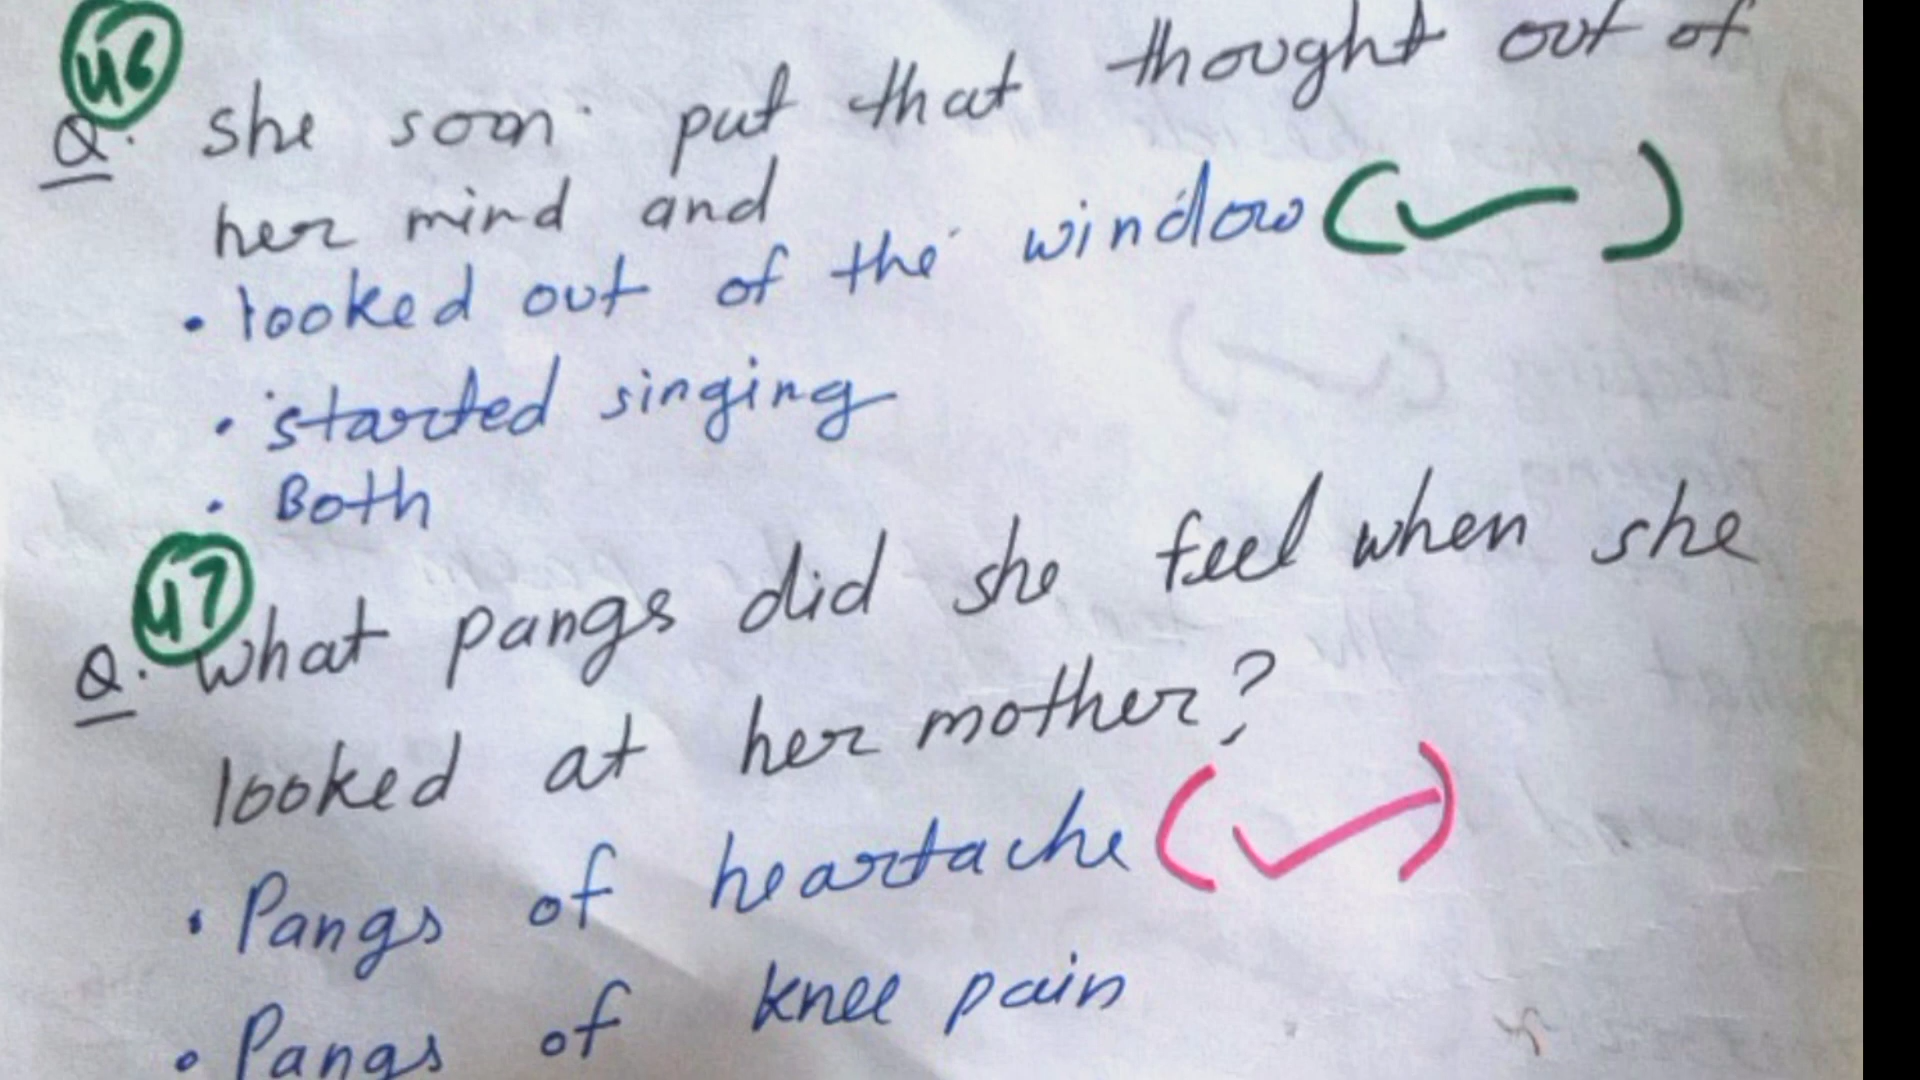 46
Q. She soon put that thought out of
her mind and
• looked out of the window (✓)
• started singing
• Both
47
Q. What pangs did she feel when she
looked at her mother?
• Pangs of heartache (✓)
• Pangs of knee pain